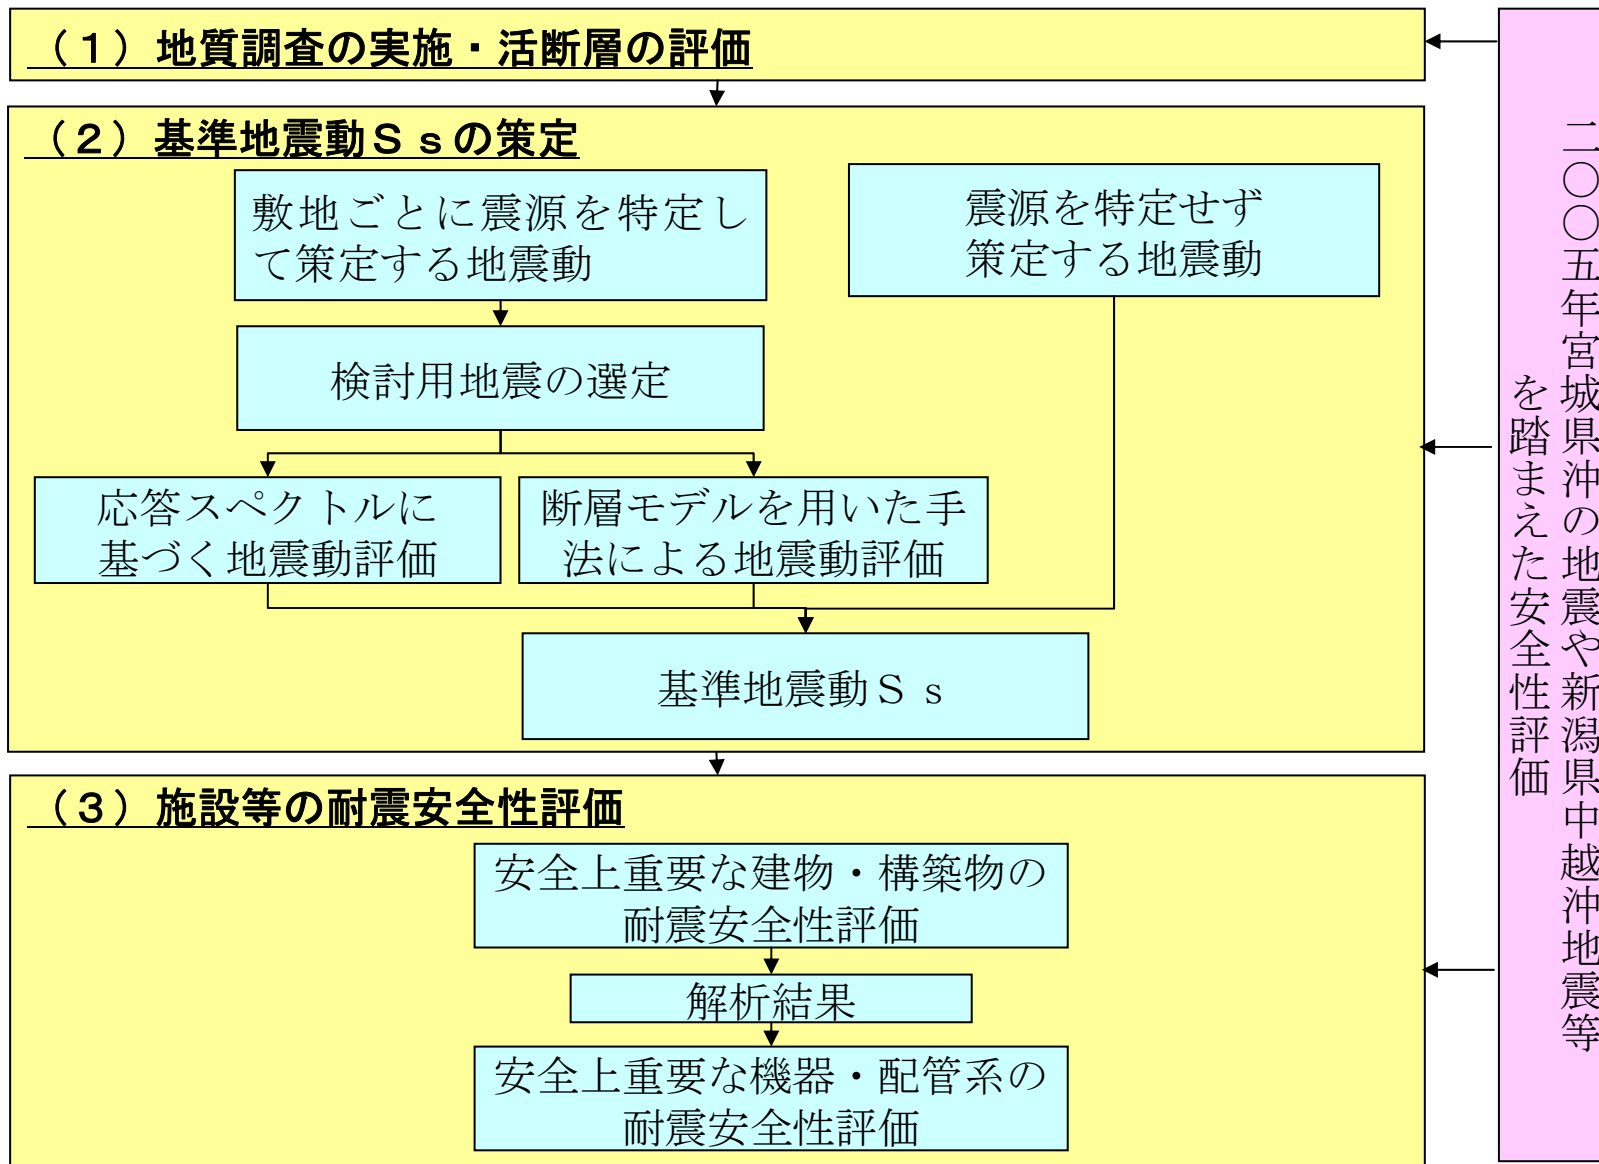 （１）地質調査の実施・活断層の評価
（２）基準地震動Ｓｓの策定
敷地ごとに震源を特定し
て策定する地震動
震源を特定せず
策定する地震動
検討用地震の選定
応答スペクトルに
基づく地震動評価
断層モデルを用いた手
法による地震動評価
基準地震動Ｓｓ
（３）施設等の耐震安全性評価
安全上重要な建物・構築物の
耐震安全性評価
解析結果
安全上重要な機器・配管系の
耐震安全性評価
二〇〇五年宮城県沖の地震や新潟県中越沖地震等
を踏まえた安全性評価